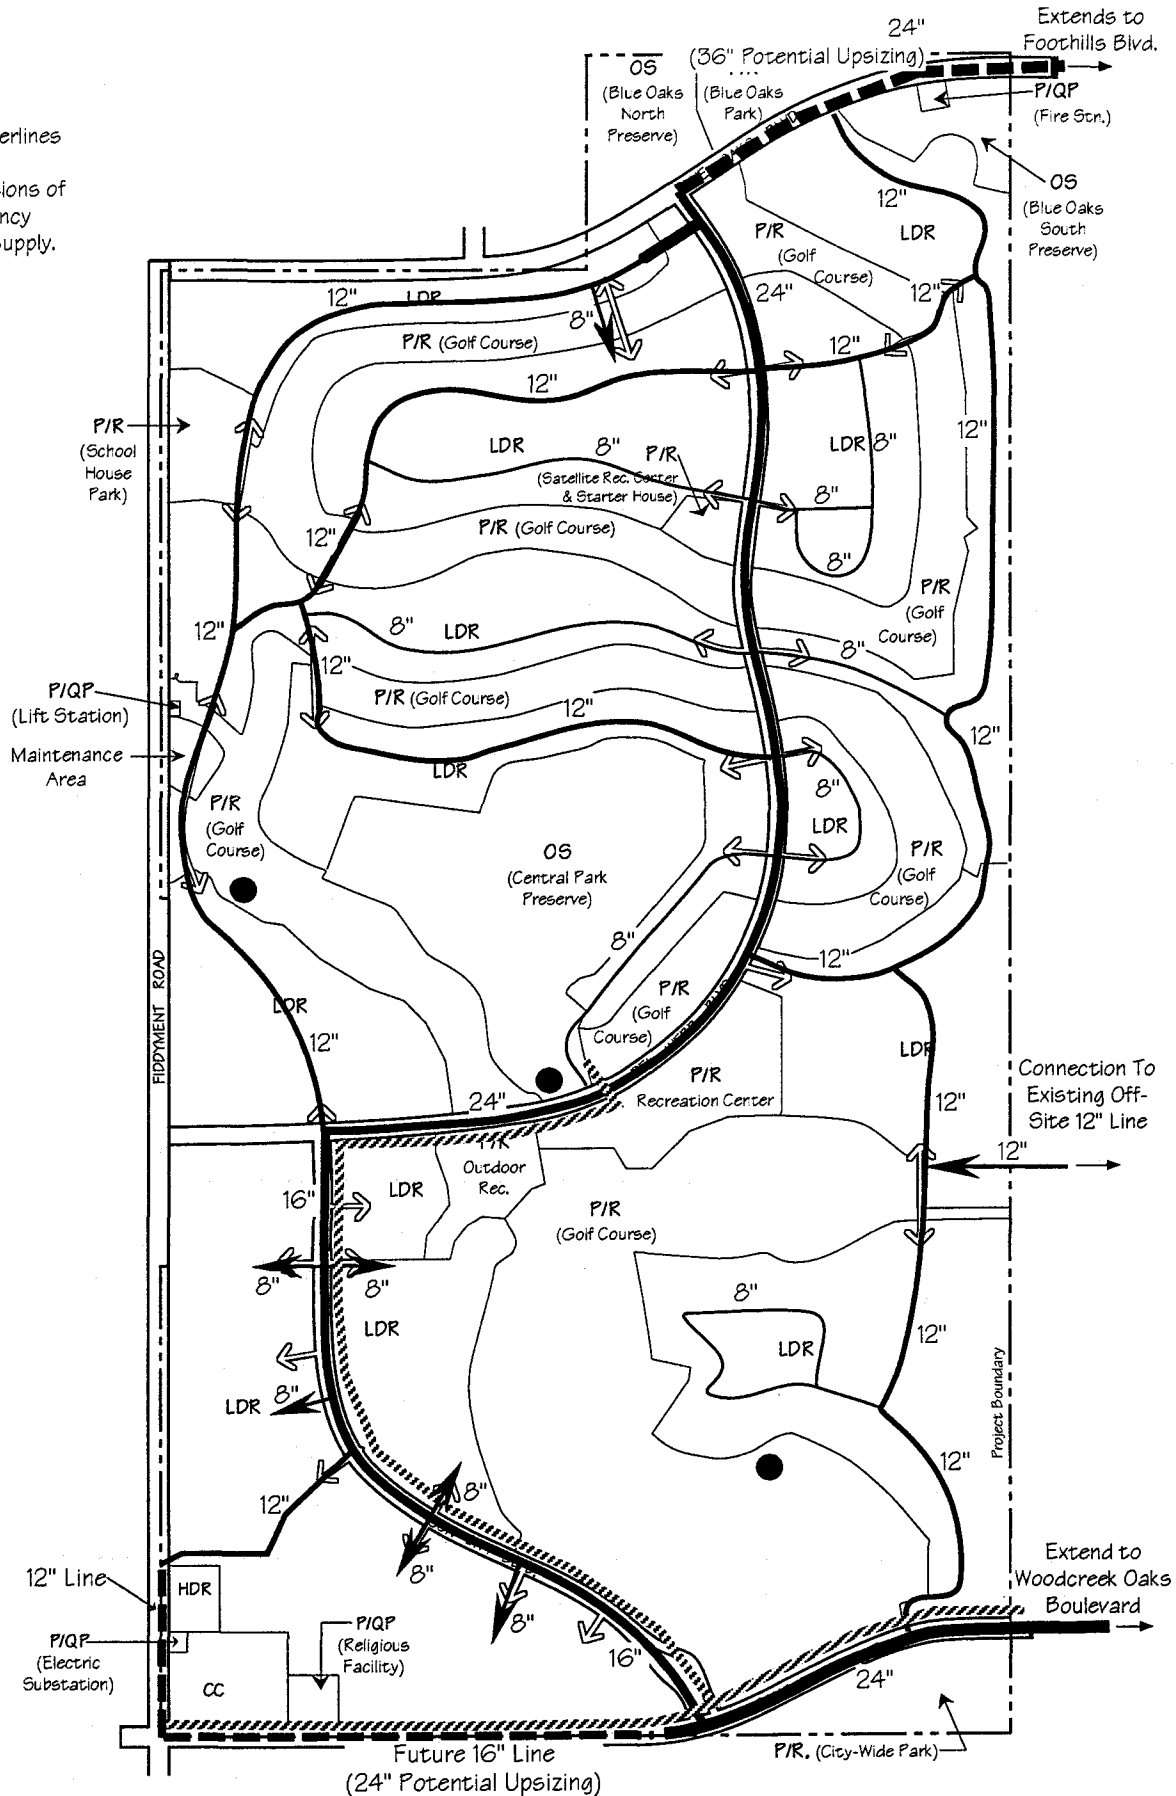 24"
Extends to
Foothills Blvd.
(36" Potential Upsizing)
OS
(Blue Oaks
North
Preserve)
(Blue Oaks
Park)
P/QP
(Fire Stn.)
erlines
ions of
ncy
supply.
OS
(Blue Oaks
South
Preserve)
12"
LDR
P/R
(Golf
Course)
24"
12"
12"
LDR
8"
P/R (Golf Course)
12"
12"
P/R
(School
House
Park)
LDR
8"
P/R
(Satellite Rec. Center
& Starter House)
LDR
8"
12"
8"
P/R (Golf Course)
12"
8"
P/R
(Golf
Course)
12"
8"
LDR
8"
12"
P/QP
(Lift Station)
P/R (Golf Course)
12"
12"
Maintenance
Area
LDR
8"
P/R
(Golf
Course)
LDR
P/R
(Golf
Course)
OS
(Central Park
Preserve)
8"
12"
FIDDYMENT ROAD
P/R
(Golf
Course)
LDR
12"
LDR
24"
P/R
Recreation Center
12"
Connection To
Existing Off-
Site 12" Line
12"
Outdoor
Rec.
LDR
16"
P/R
(Golf Course)
8"
8"
8"
LDR
LDR
12"
Project Boundary
8"
LDR
12"
8"
12"
8"
8"
12" Line
HDR
Extend to
Woodcreek Oaks
Boulevard
P/QP
(Electric
Substation)
P/QP
(Religious
Facility)
16"
24"
CC
Future 16" Line
(24" Potential Upsizing)
P/R. (City-Wide Park)